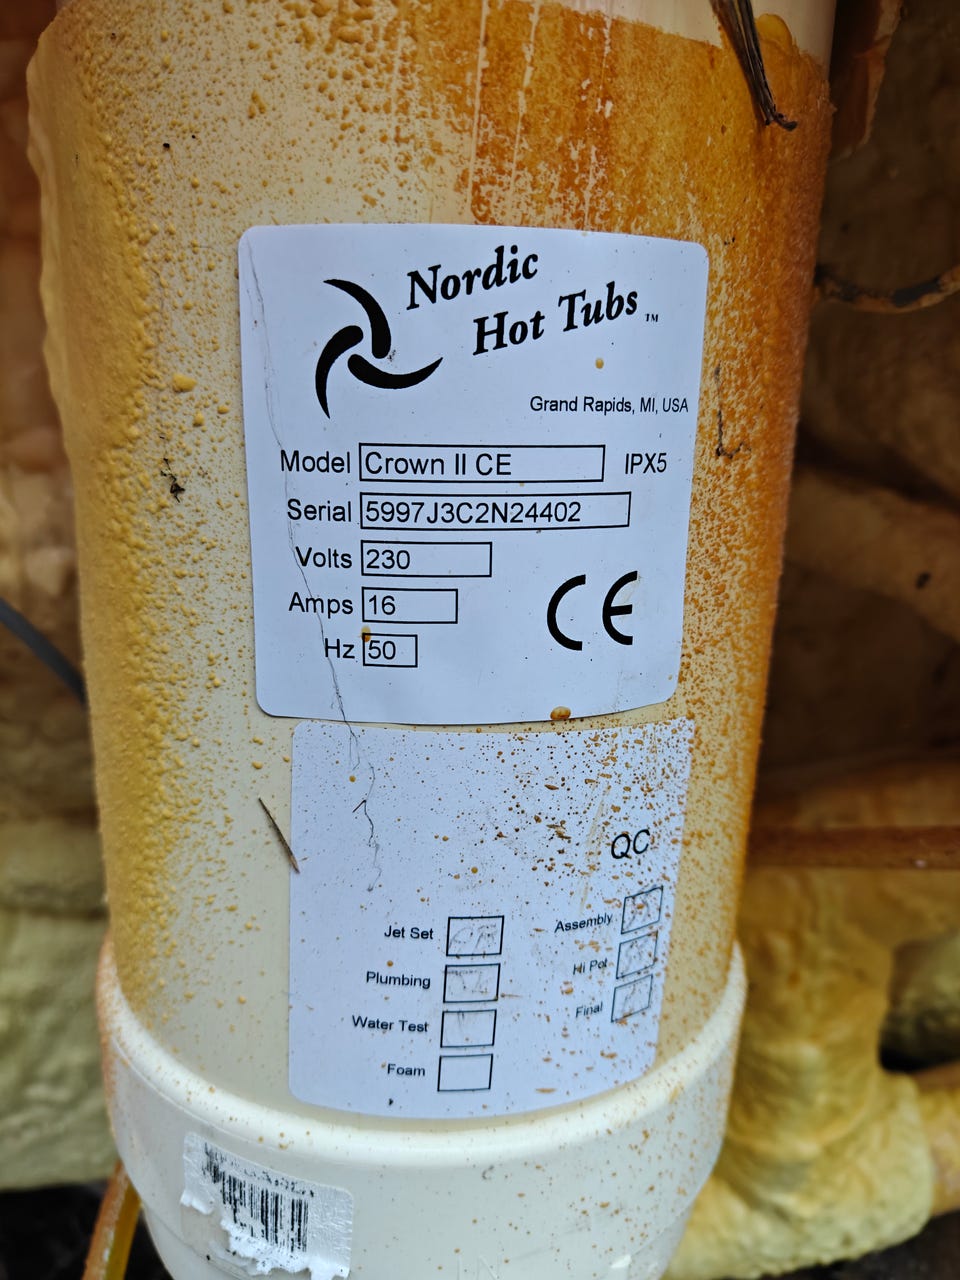 Nordic
Hot Tubs™
Grand Rapids, MI, USA
Model Crown II CE IPX5
Serial 5997J3C2N24402
Volts 230
Amps 16
Hz 50
CE
QC
Jet Set
Assembly
Plumbing
Hi Pot
Water Test
Final
Foam